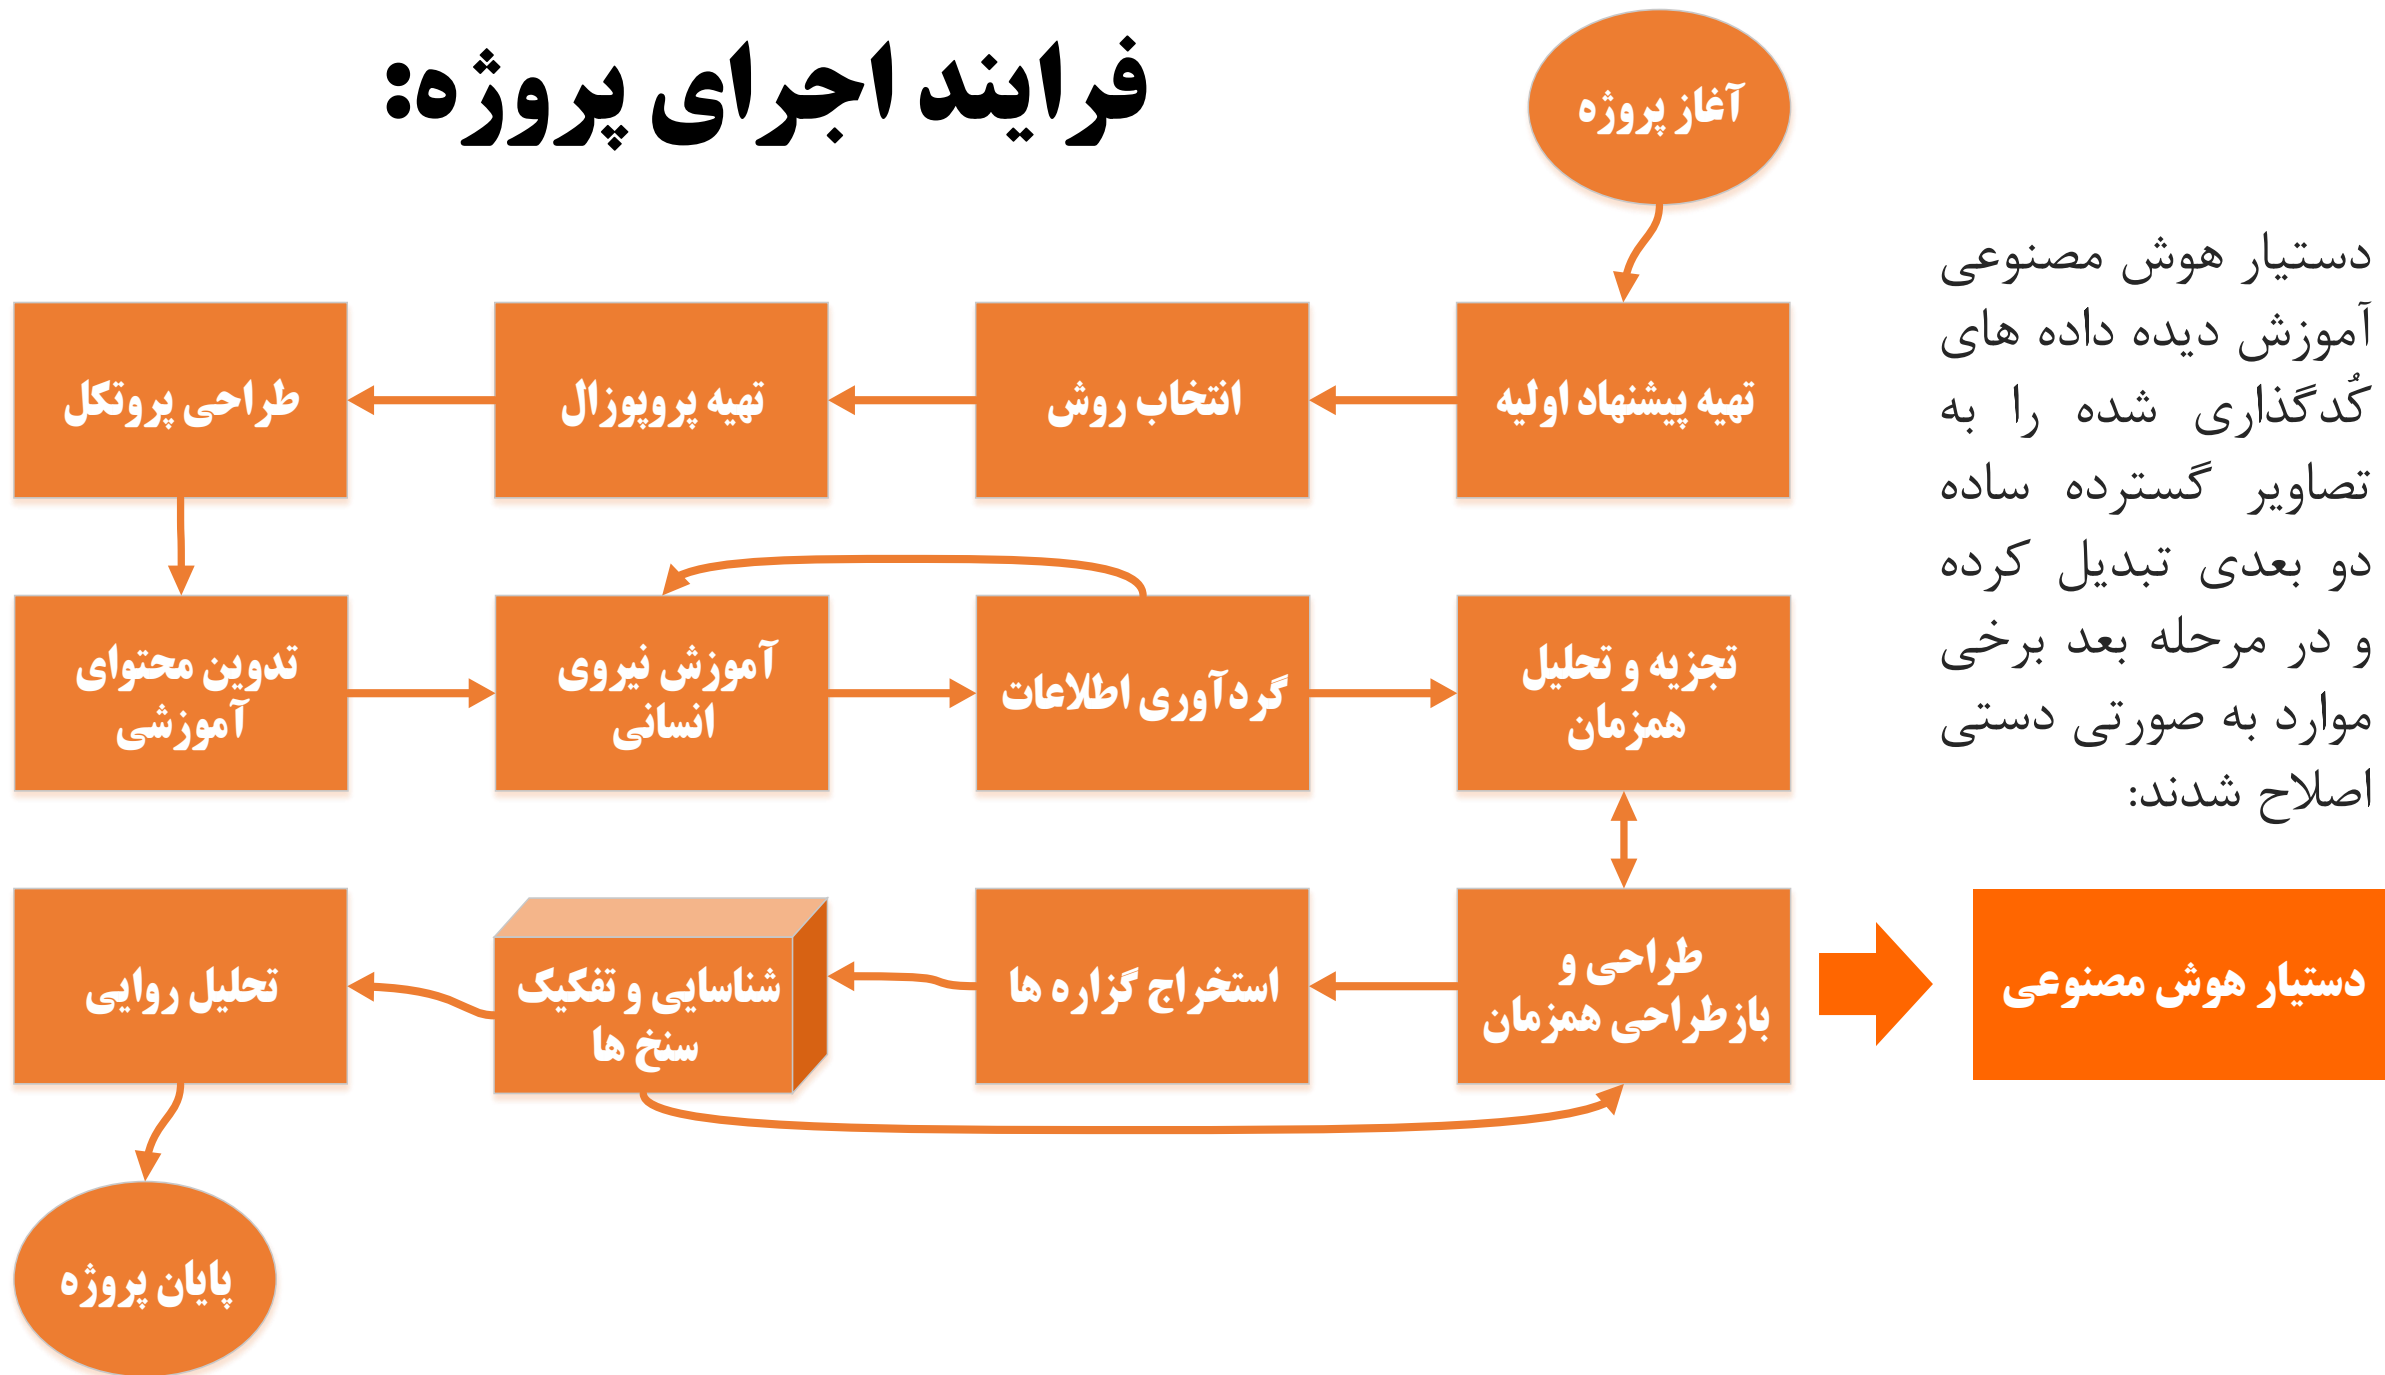 فرایند اجرای پروژه:
آغاز پروژه
دستیار هوش مصنوعی
آموزش دیده داده های
کُدگذاری شده را به
تصاویر گسترده ساده
دو بعدی تبدیل کرده
و در مرحله بعد برخی
موارد به صورتی دستی
اصلاح شدند:
تهیه پیشنهاد اولیه
انتخاب روش
تهیه پروپوزال
طراحی پروتکل
تدوین محتوای
آموزشی
آموزش نیروی
انسانی
گردآوری اطلاعات
تجزیه و تحلیل
همزمان
طراحی و
بازطراحی همزمان
دستیار هوش مصنوعی
استخراج گزاره ها
شناسایی و تفکیک
سنخ ها
تحلیل روایی
پایان پروژه